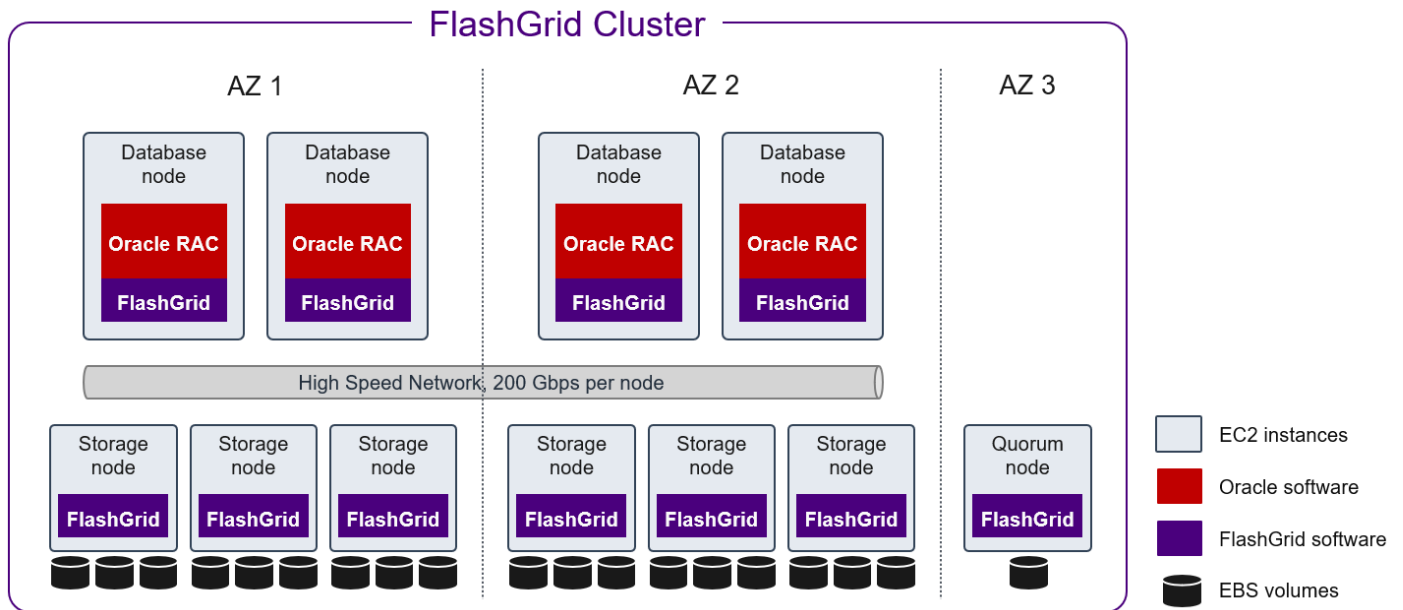 FlashGrid Cluster
AZ 1
AZ 2
AZ 3
Database
node
Oracle RAC
FlashGrid
Database
node
Oracle RAC
FlashGrid
Database
node
Oracle RAC
FlashGrid
Database
node
Oracle RAC
FlashGrid
High Speed Network, 200 Gbps per node
Storage
node
FlashGrid
Storage
node
FlashGrid
Storage
node
FlashGrid
Storage
node
FlashGrid
Storage
node
FlashGrid
Storage
node
FlashGrid
Quorum
node
FlashGrid
EC2 instances
Oracle software
FlashGrid software
EBS volumes